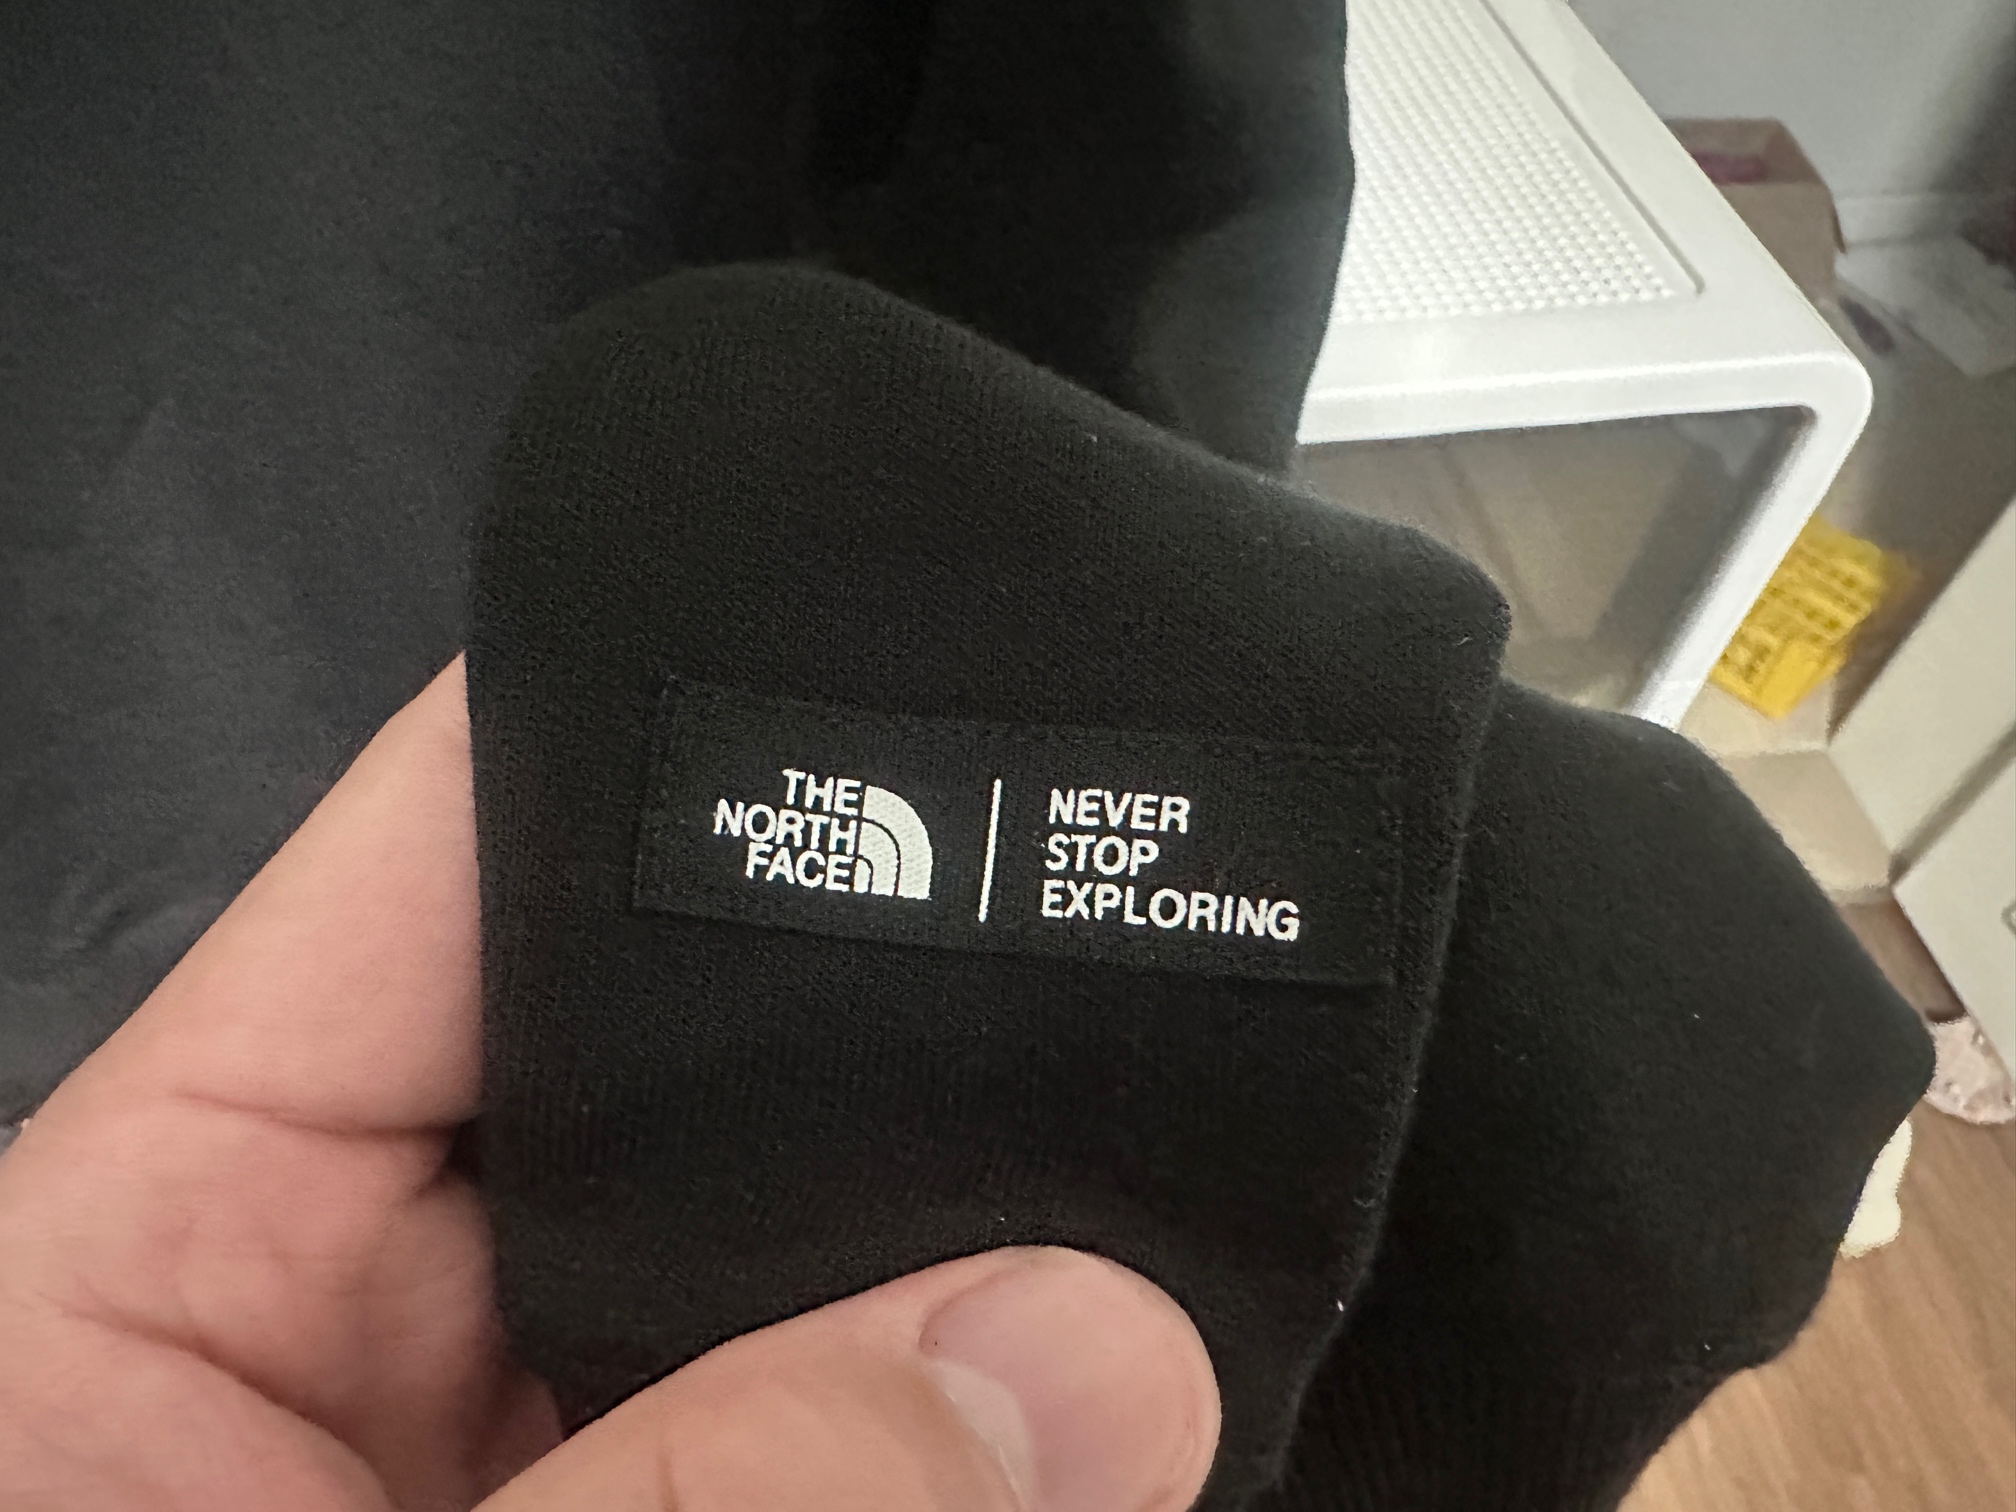 THE
NORTH
FACE
NEVER
STOP
EXPLORING